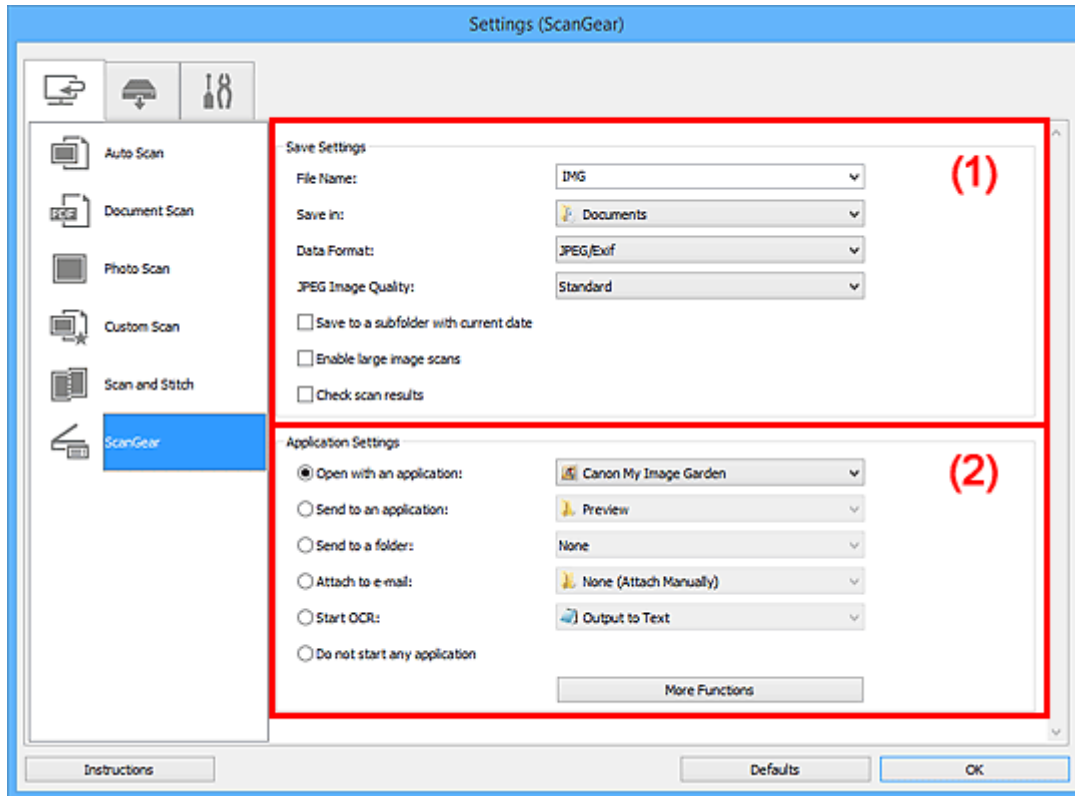 Settings (ScanGear)
Auto Scan
PDF
Document Scan
Photo Scan
Custom Scan
Scan and Stitch
ScanGear
(1)
Save Settings
File Name: IMG
Save in: Documents
Data Format: JPEG/Exif
JPEG Image Quality: Standard
Save to a subfolder with current date
Enable large image scans
Check scan results
(2)
Application Settings
Open with an application: Canon My Image Garden
Send to an application: Preview
Send to a folder: None
Attach to e-mail: None (Attach Manually)
Start OCR: Output to Text
Do not start any application
More Functions
Instructions Defaults OK